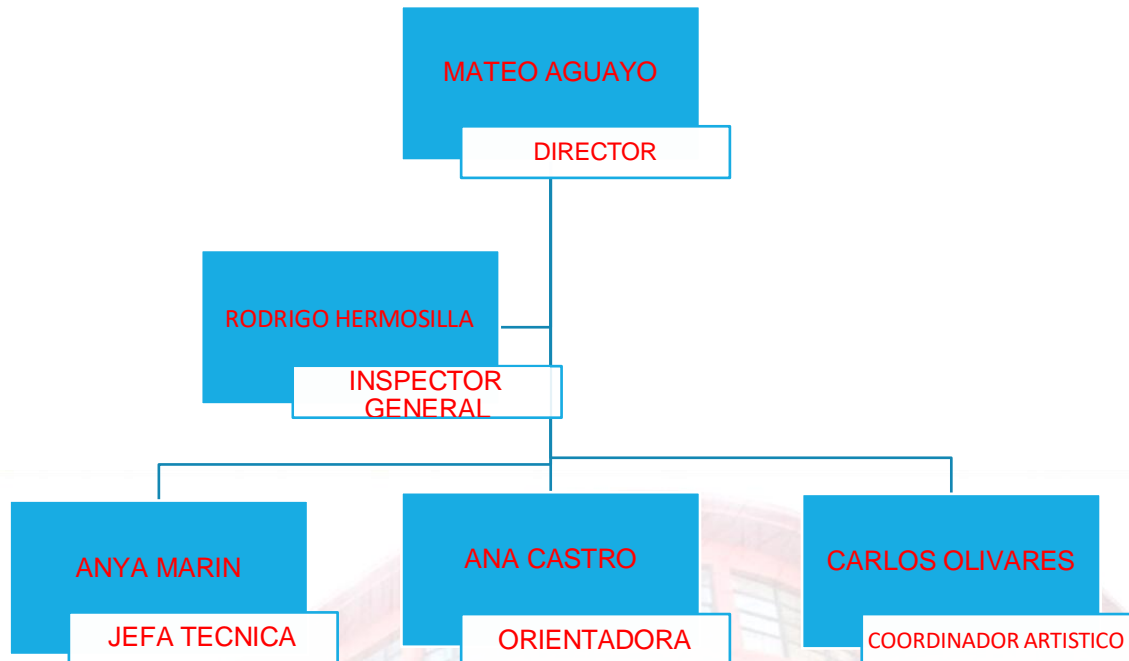 MATEO AGUAYO
DIRECTOR
RODRIGO HERMOSILLA
INSPECTOR
GENERAL
ANYA MARIN
JEFA TECNICA
ANA CASTRO
ORIENTADORA
CARLOS OLIVARES
COORDINADOR ARTISTICO